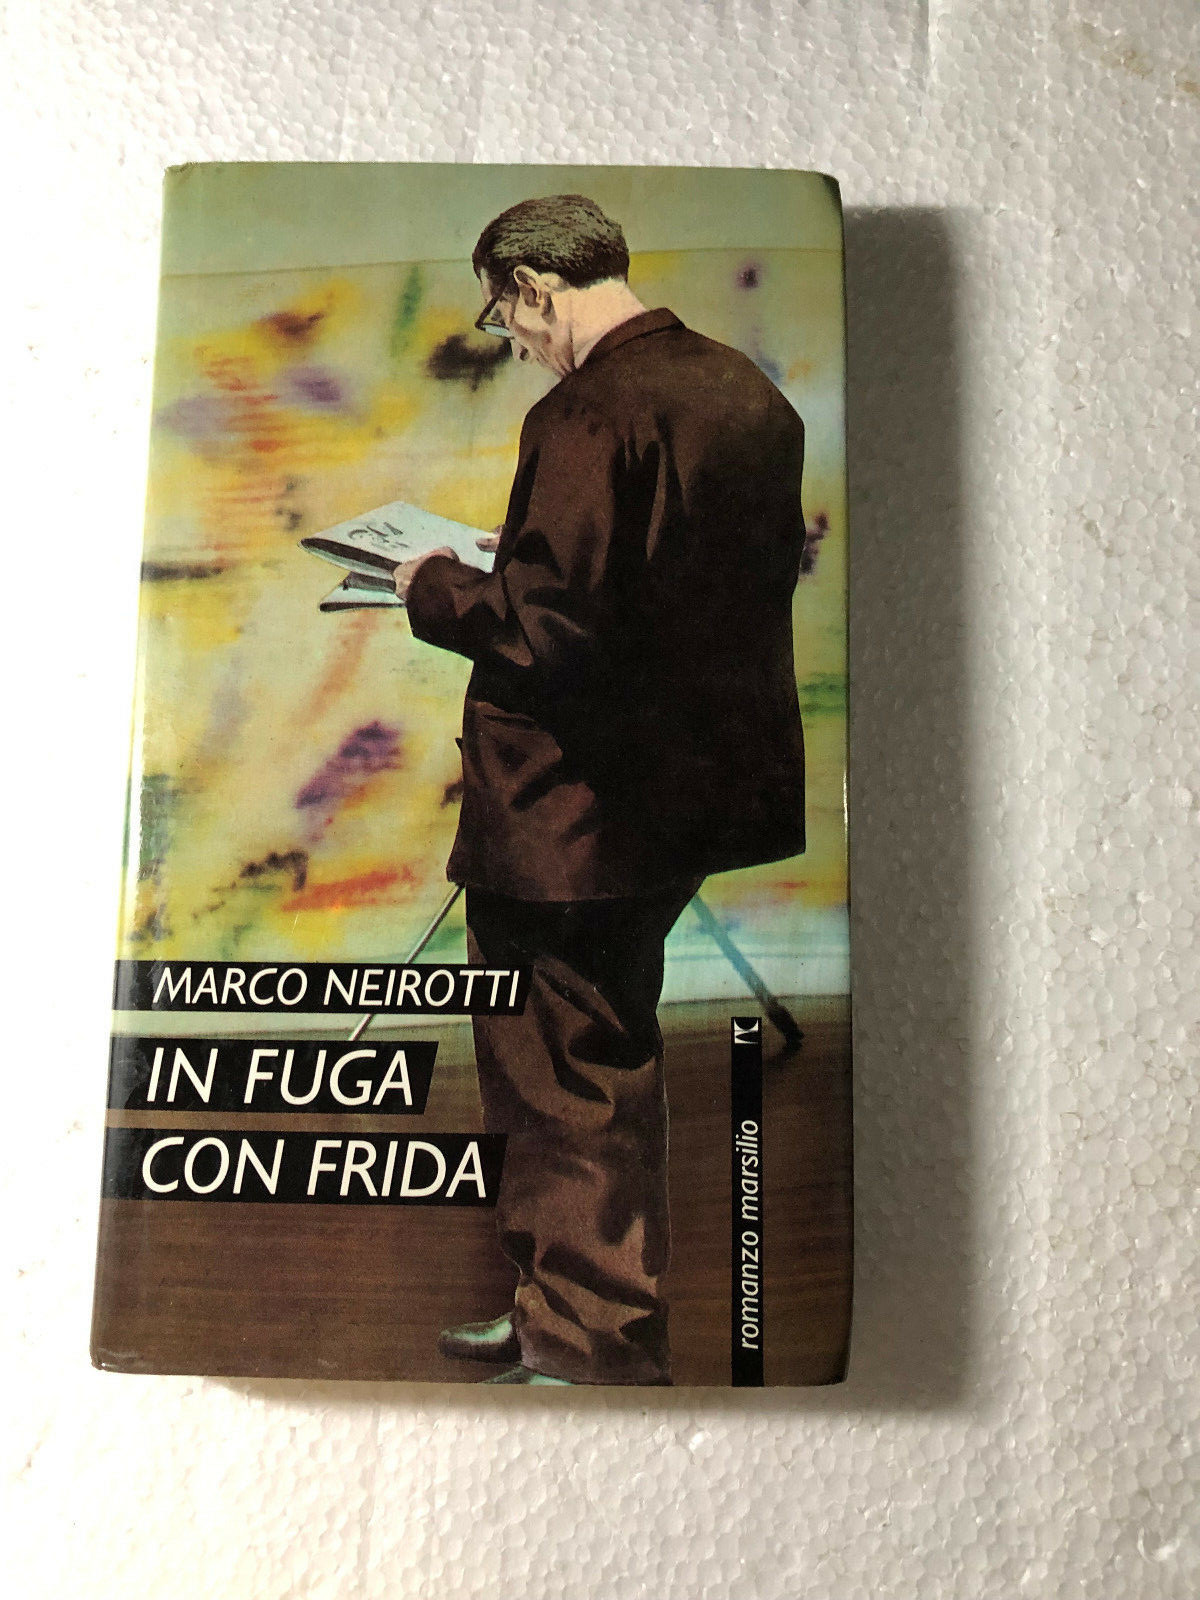 MARCO NEIROTTI
IN FUGA
CON FRIDA
romanzo marsilio